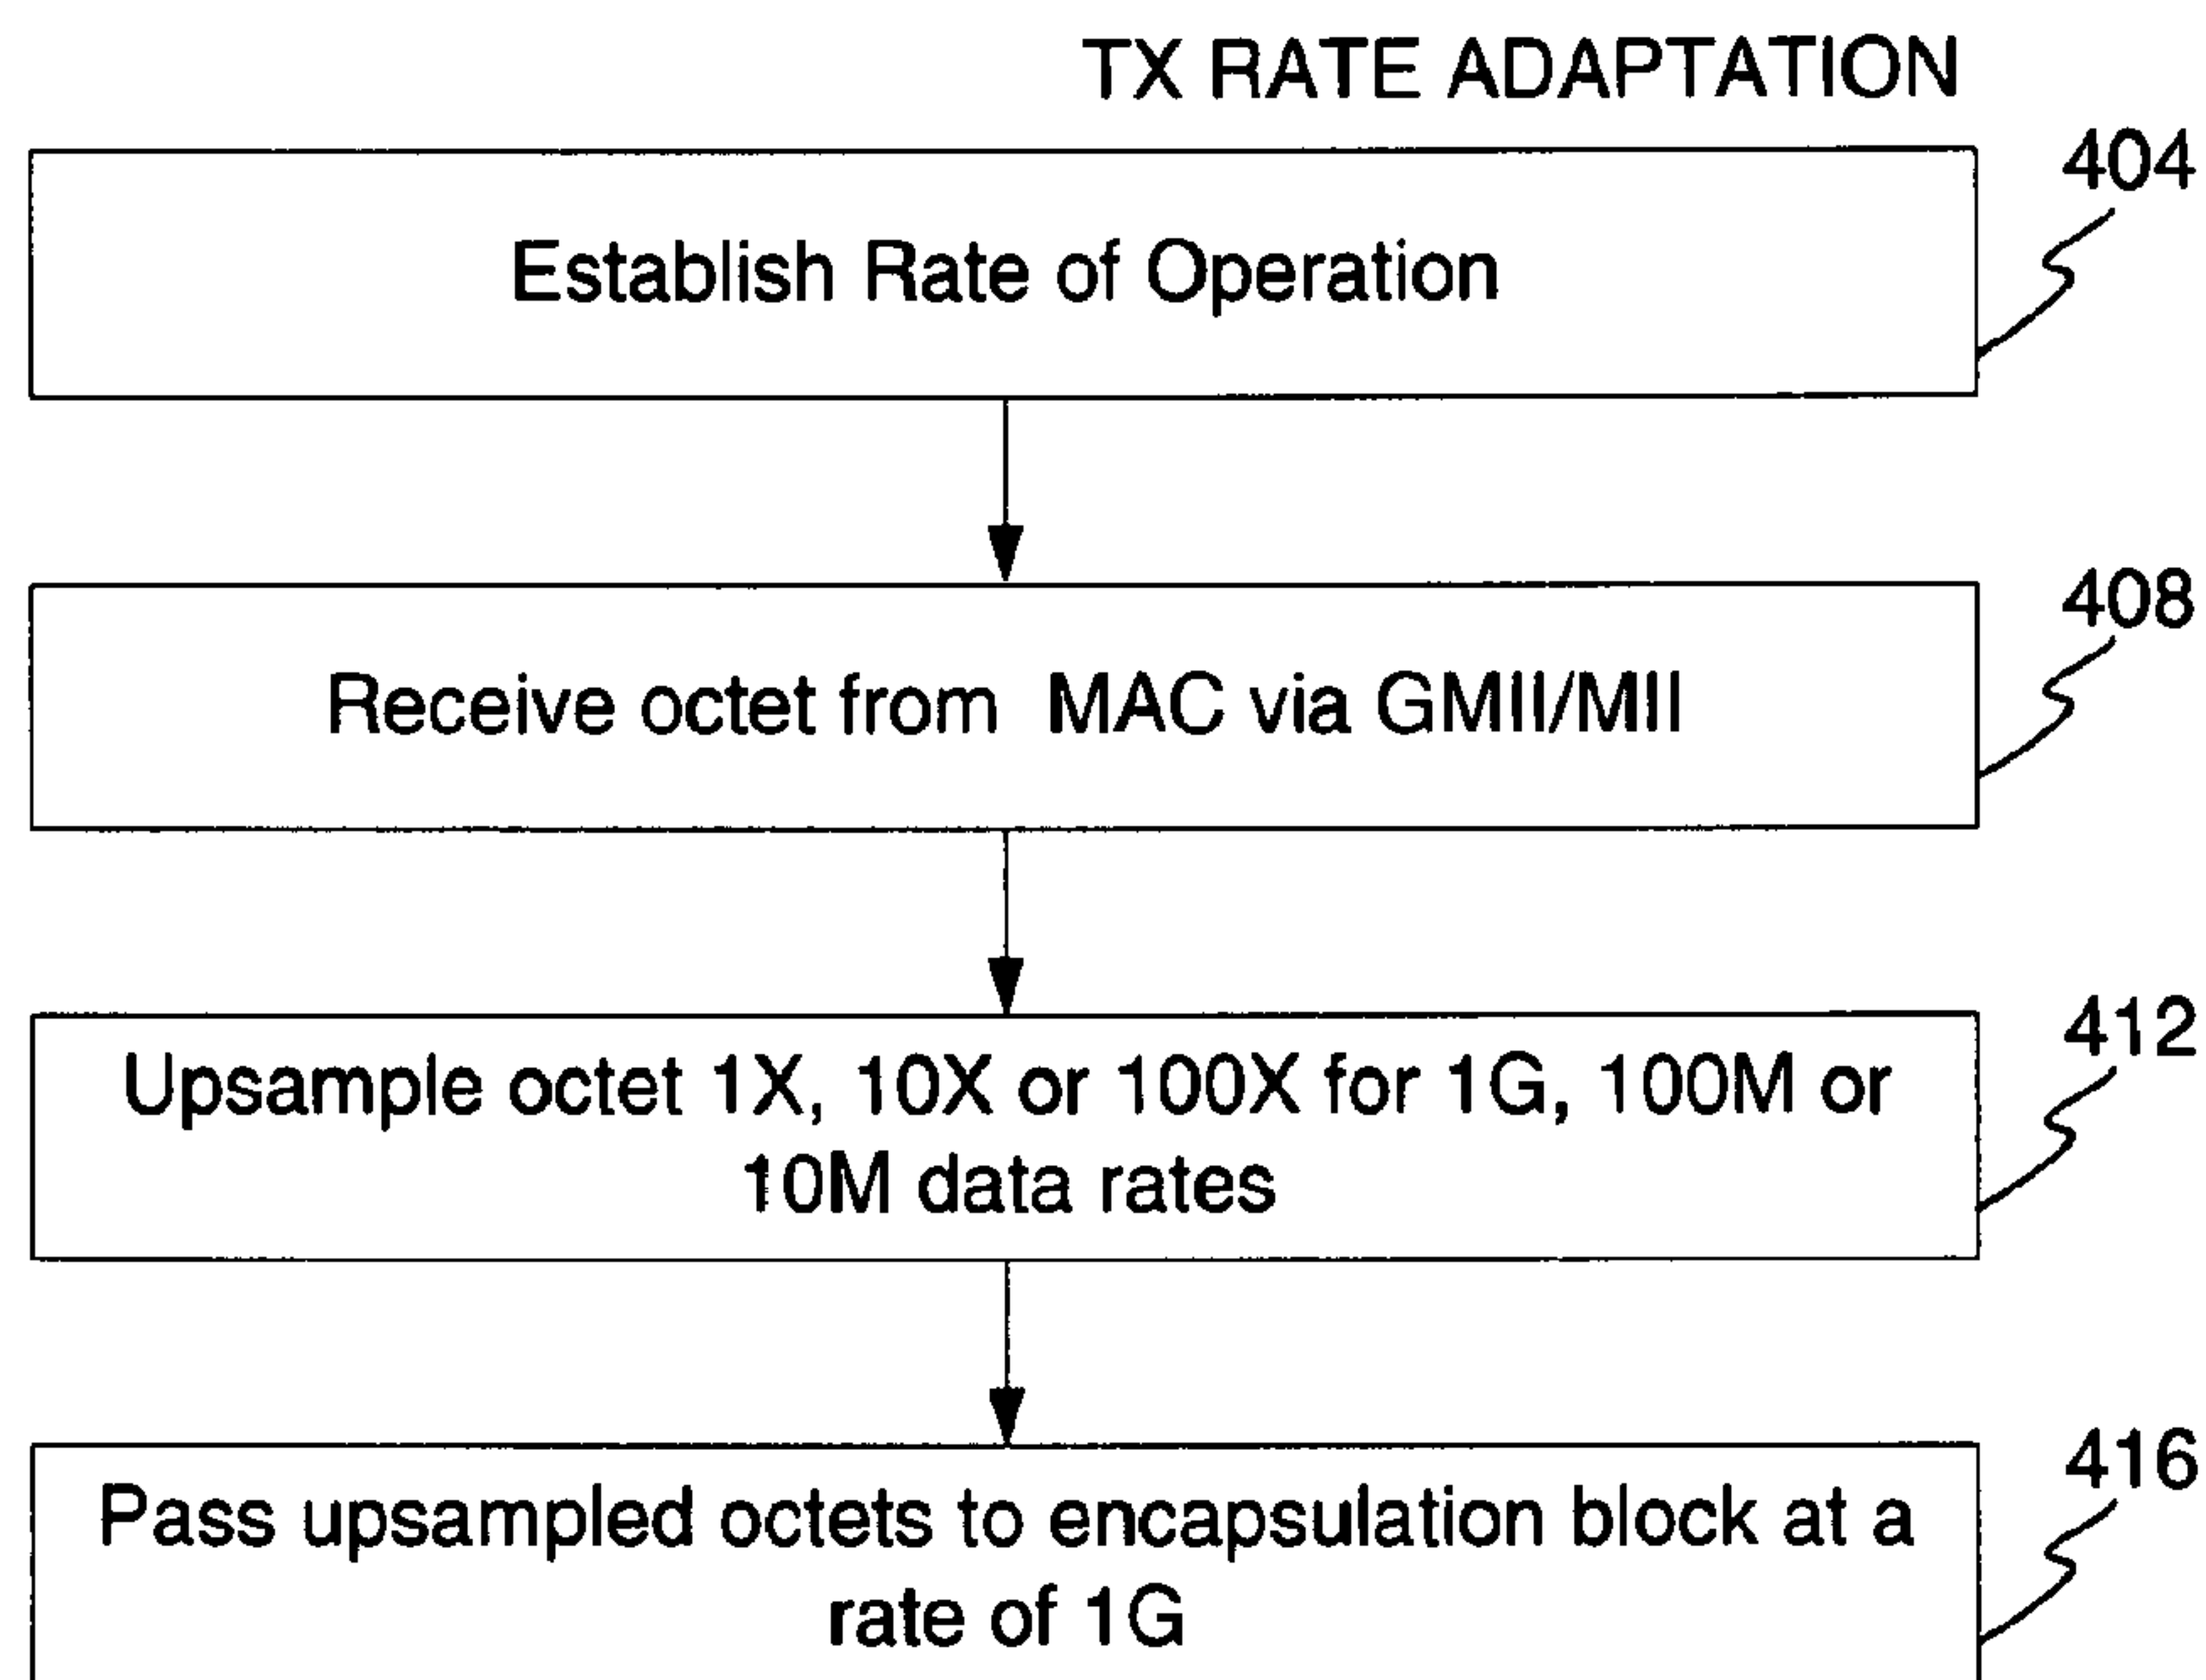 TX RATE ADAPTATION
404
Establish Rate of Operation
408
Receive octet from MAC via GMII/MII
412
Upsample octet 1X, 10X or 100X for 1G, 100M or
10M data rates
416
Pass upsampled octets to encapsulation block at a
rate of 1G